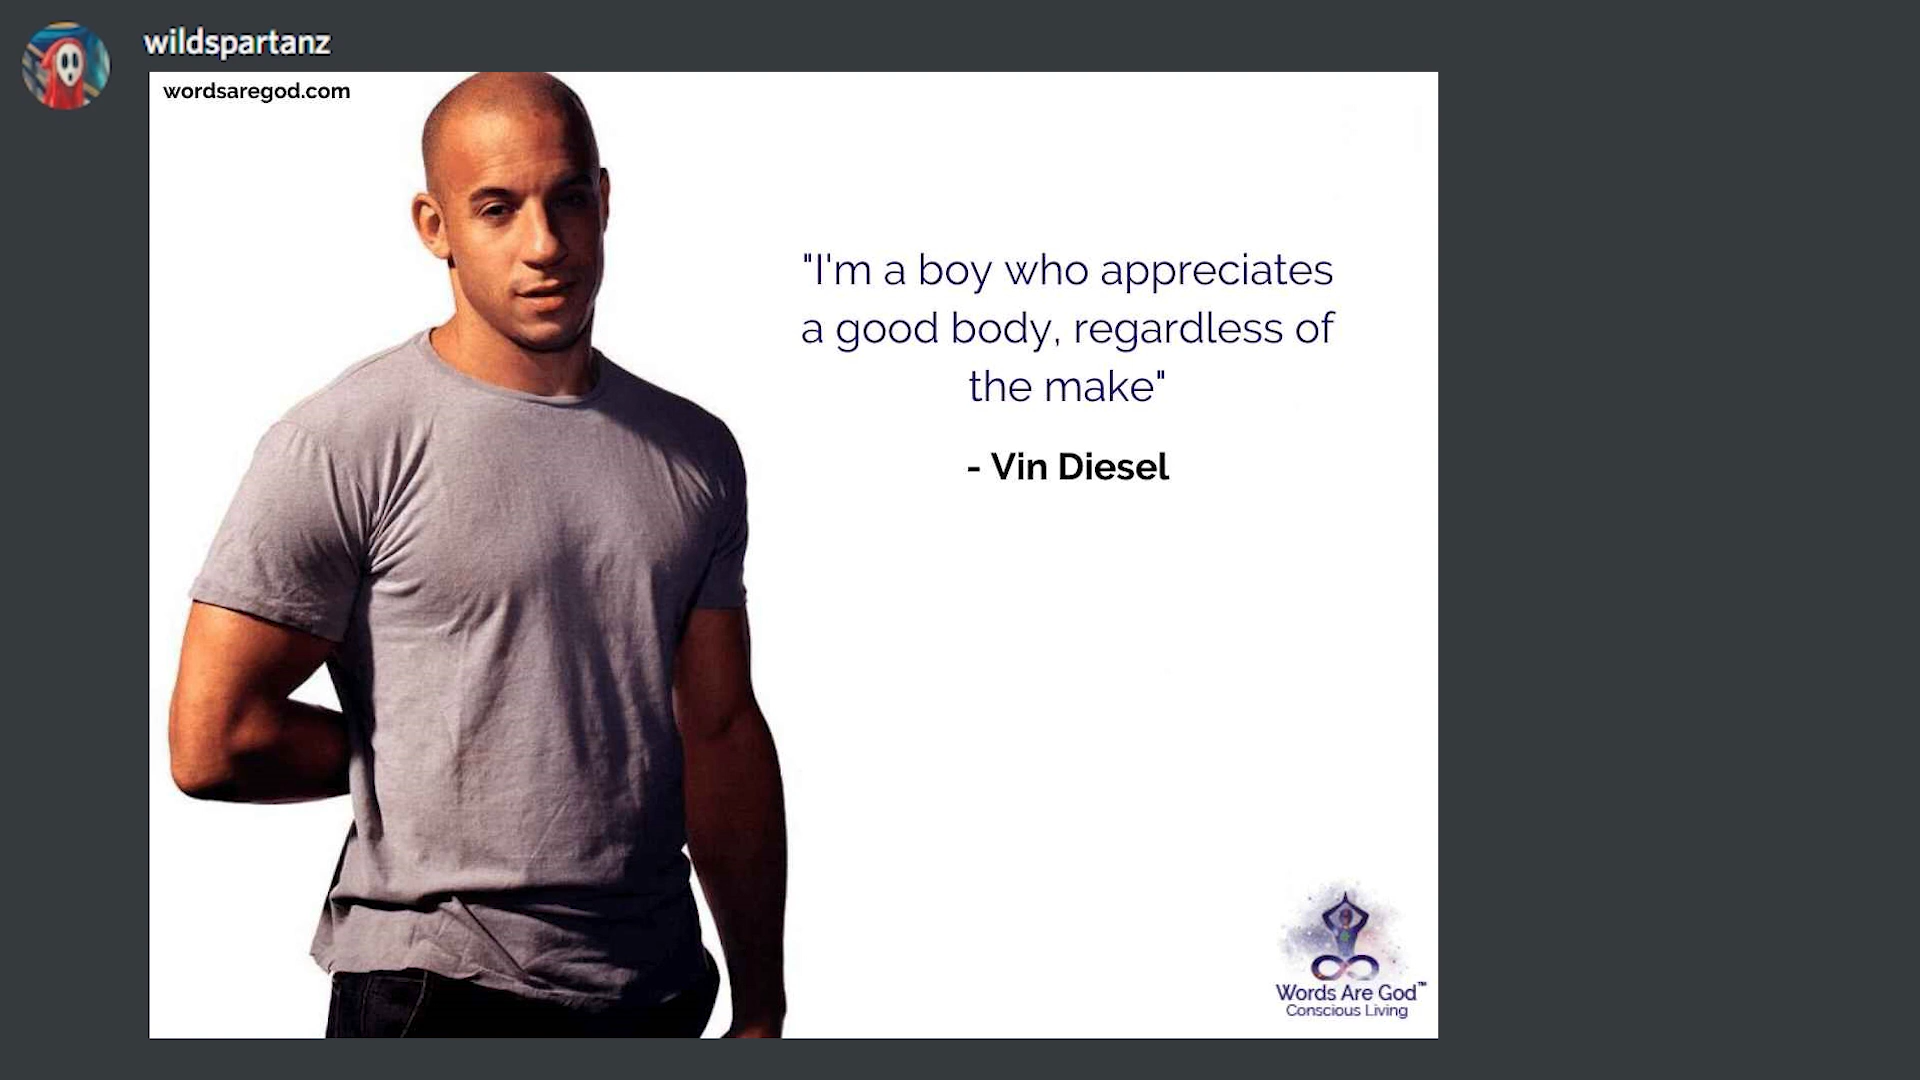 wildspartanz
wordsaregod.com
"I'm a boy who appreciates
a good body, regardless of
the make"
- Vin Diesel
Words Are God™
Conscious Living